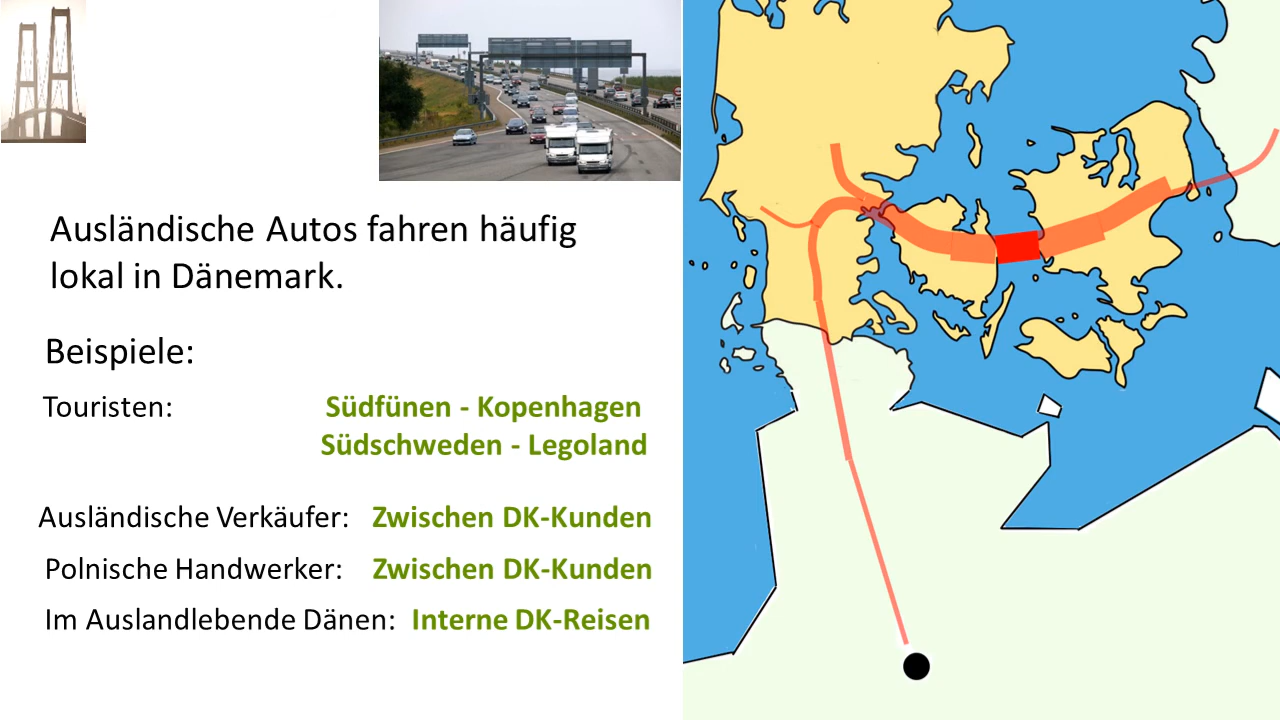 Ausländische Autos fahren häufig
lokal in Dänemark.
Beispiele:
Touristen: Südfünen - Kopenhagen
Südschweden - Legoland
Ausländische Verkäufer: Zwischen DK-Kunden
Polnische Handwerker: Zwischen DK-Kunden
Im Auslandlebende Dänen: Interne DK-Reisen